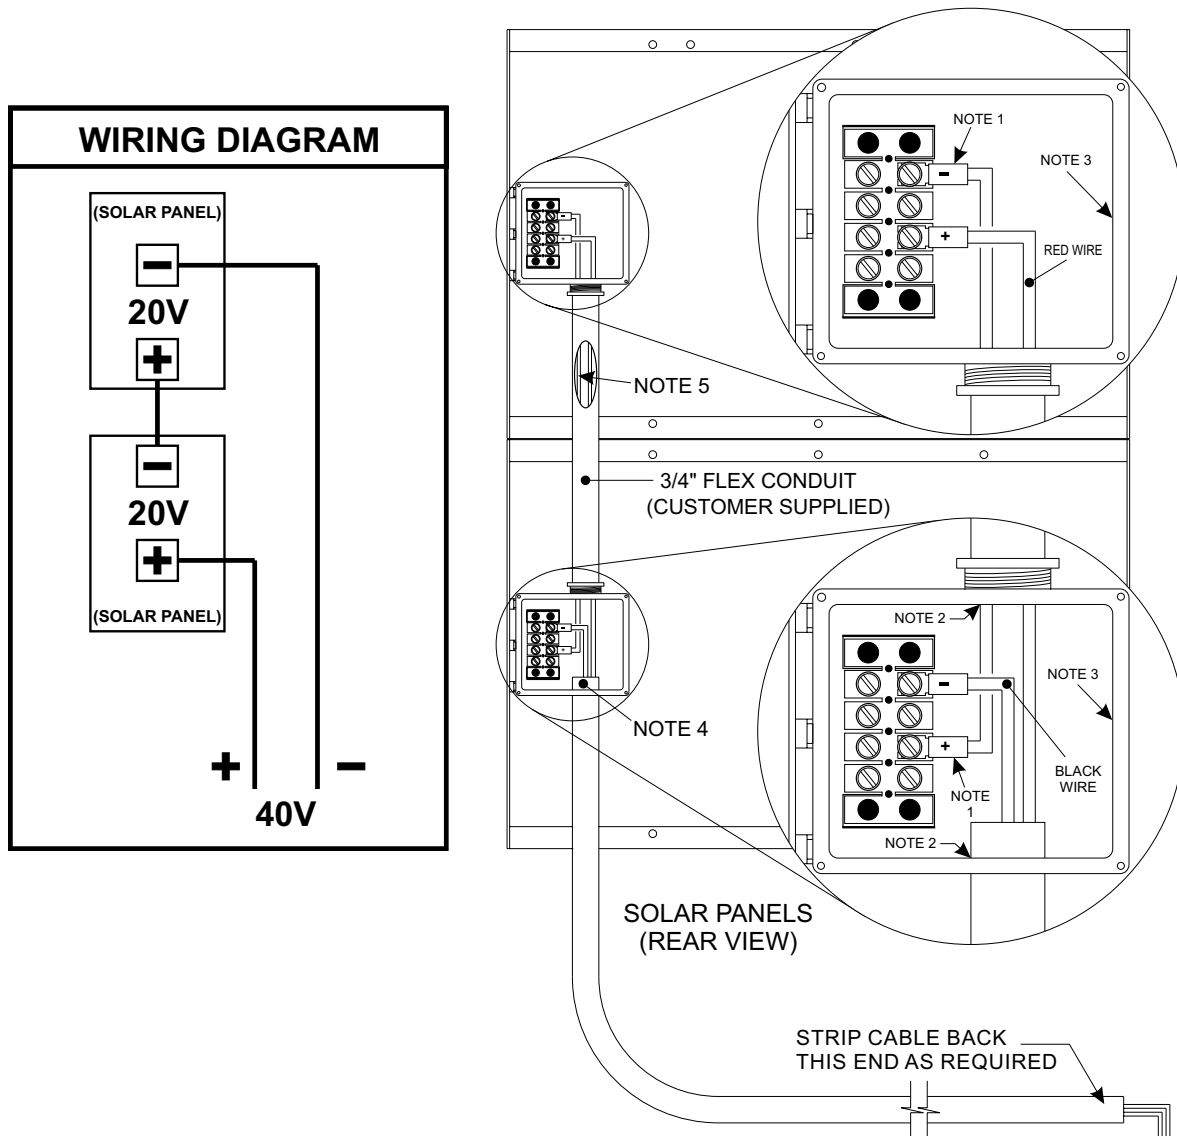 WIRING DIAGRAM
(SOLAR PANEL)
−
20V
+
−
20V
+
(SOLAR PANEL)
+ −
40V
NOTE 1
NOTE 3
−
+
RED WIRE
−
+
NOTE 5
3/4" FLEX CONDUIT
(CUSTOMER SUPPLIED)
−
+
NOTE 4
NOTE 2
NOTE 3
−
+
BLACK
WIRE
NOTE
1
NOTE 2
SOLAR PANELS
(REAR VIEW)
STRIP CABLE BACK
THIS END AS REQUIRED